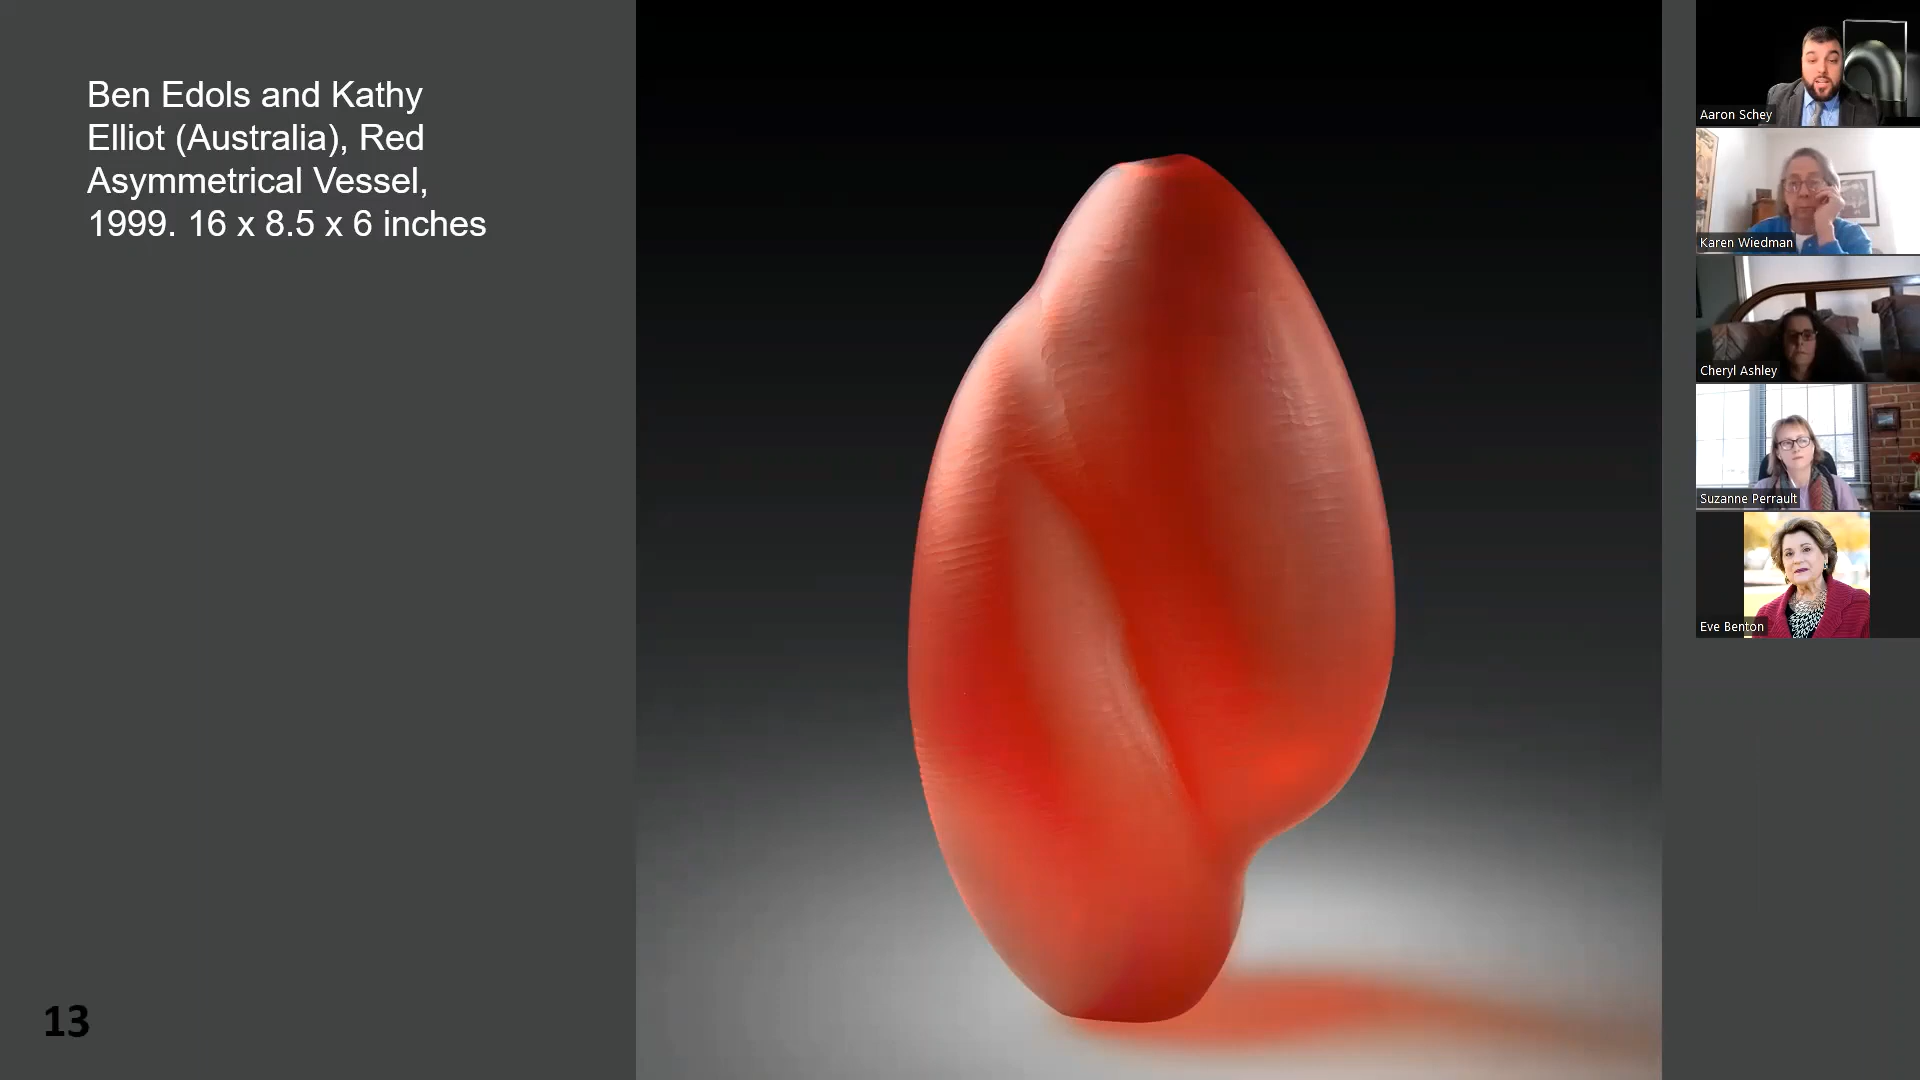 Ben Edols and Kathy
Elliot (Australia), Red
Asymmetrical Vessel,
1999. 16 x 8.5 x 6 inches
13
Aaron Schey
Karen Wiedman
Cheryl Ashley
Suzanne Perrault
Eve Benton